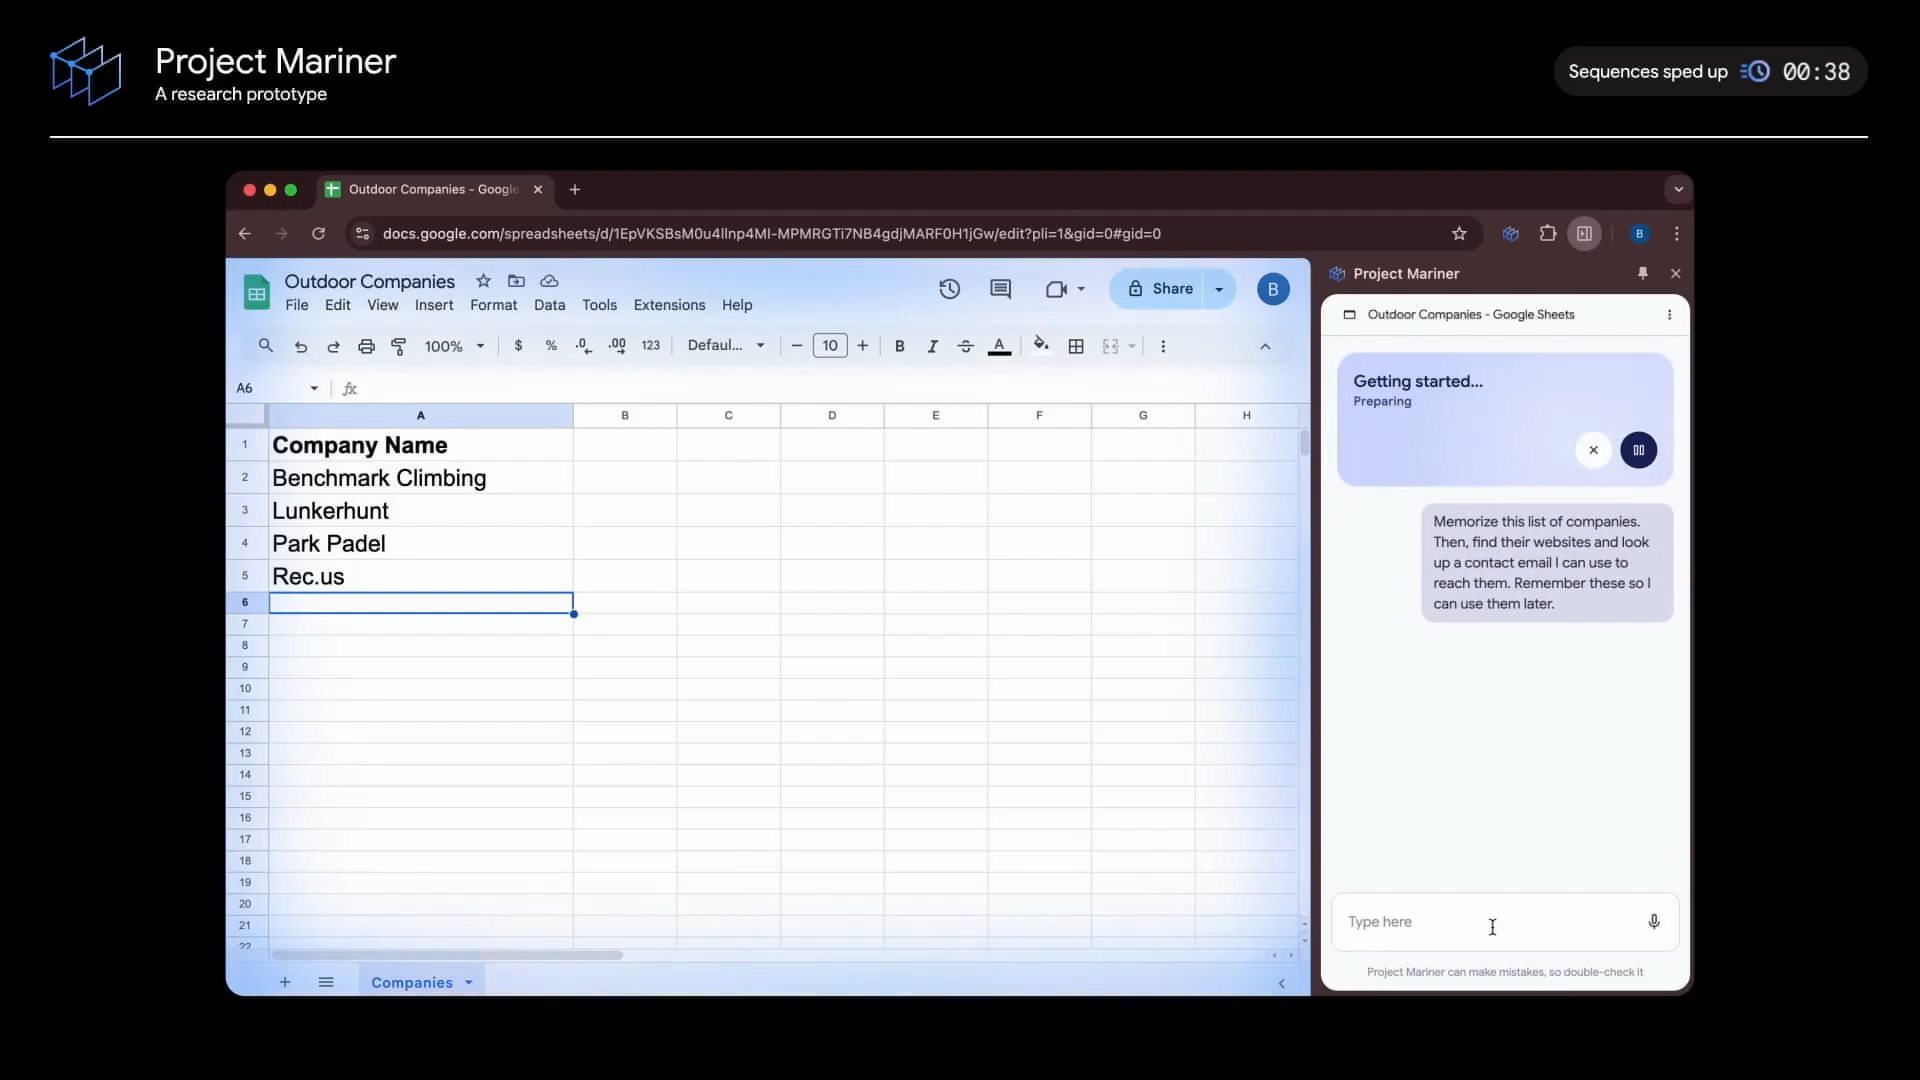 Project Mariner
A research prototype
Sequences sped up 00:38
Outdoor Companies - Google
docs.google.com/spreadsheets/d/1EpVKSBsM0u4llnp4MI-MPMRGTi7NB4gdjMARF0H1jGw/edit?pli=1&gid=0#gid=0
B
Outdoor Companies
Share
B
File Edit View Insert Format Data Tools Extensions Help
100% $ % .0 .00 123 Defaul... 10 B I A
A6 fx
A B C D E F G H
1 Company Name
2 Benchmark Climbing
3 Lunkerhunt
4 Park Padel
5 Rec.us
6
7
8
9
10
11
12
13
14
15
16
17
18
19
20
21
22
Companies
Project Mariner
Outdoor Companies - Google Sheets
Getting started...
Preparing
Memorize this list of companies.
Then, find their websites and look
up a contact email I can use to
reach them. Remember these so I
can use them later.
Type here
Project Mariner can make mistakes, so double-check it